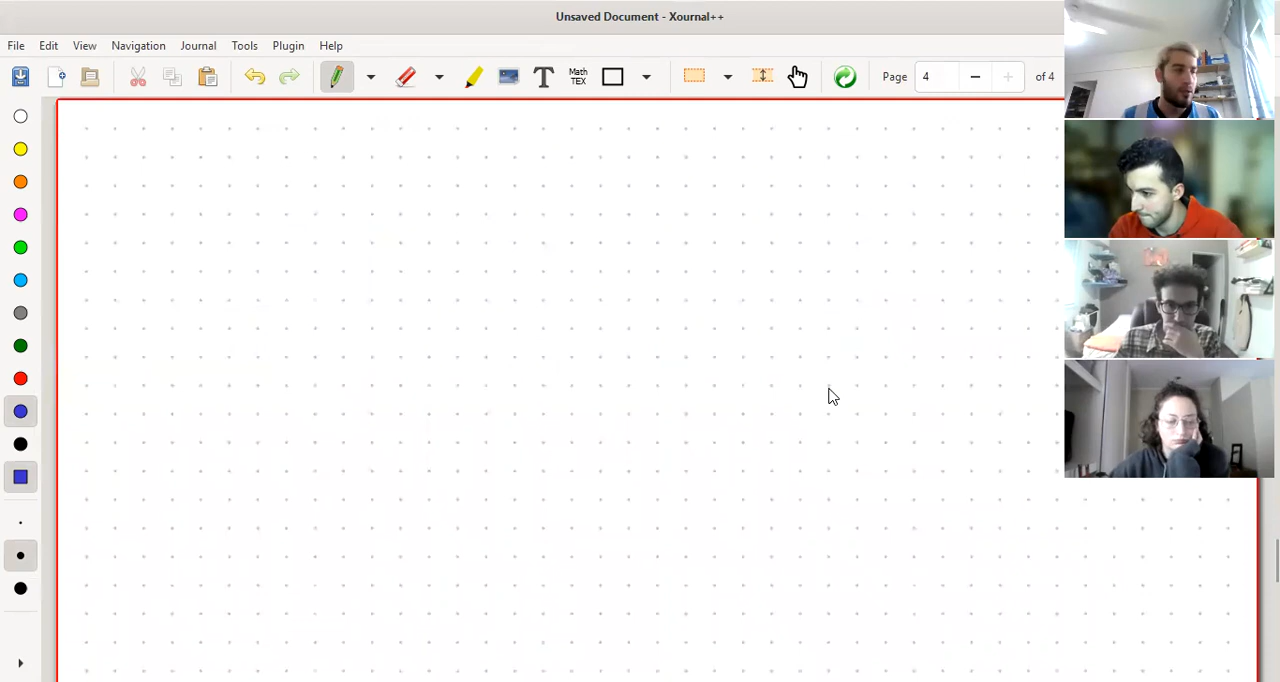 Unsaved Document - Xournal++
File Edit View Navigation Journal Tools Plugin Help
Math
TEX
Page 4 of 4